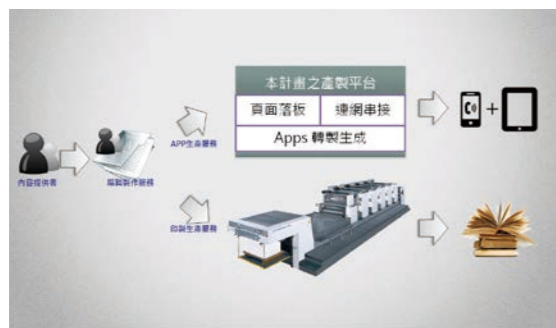 本計畫之產製平台
頁面落板
連網串接
Apps 轉製生成
APP生產服務
內容提供者
編輯製作服務
印製生產服務